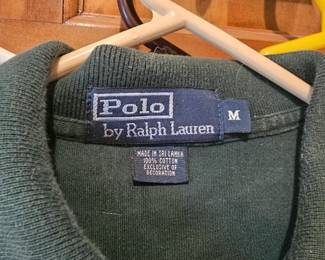 Polo
by Ralph Lauren
M
MADE IN SRI LANKA
100% COTTON
EXCLUSIVE OF
DECORATION